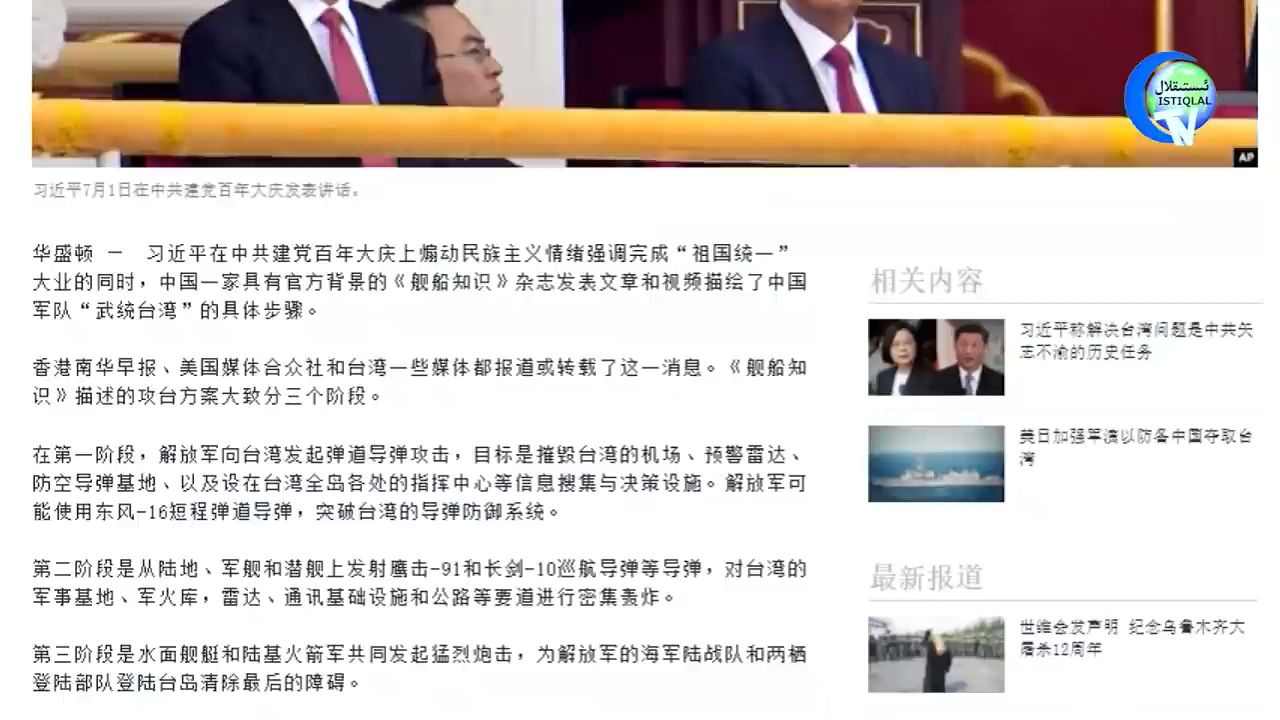 ئىستىقلال
ISTIQLAL
TV
AP
习近平7月1日在中共建党百年大庆发表讲话。
华盛顿 — 习近平在中共建党百年大庆上煽动民族主义情绪强调完成“祖国统一”
大业的同时，中国一家具有官方背景的《舰船知识》杂志发表文章和视频描绘了中国
军队“武统台湾”的具体步骤。
香港南华早报、美国媒体合众社和台湾一些媒体都报道或转载了这一消息。《舰船知
识》描述的攻台方案大致分三个阶段。
在第一阶段，解放军向台湾发起弹道导弹攻击，目标是摧毁台湾的机场、预警雷达、
防空导弹基地、以及设在台湾全岛各处的指挥中心等信息搜集与决策设施。解放军可
能使用东风-16短程弹道导弹，突破台湾的导弹防御系统。
第二阶段是从陆地、军舰和潜舰上发射鹰击-91和长剑-10巡航导弹等导弹，对台湾的
军事基地、军火库，雷达、通讯基础设施和公路等要道进行密集轰炸。
第三阶段是水面舰艇和陆基火箭军共同发起猛烈炮击，为解放军的海军陆战队和两栖
登陆部队登陆台岛清除最后的障碍。
相关内容
习近平称解决台湾问题是中共矢
志不渝的历史任务
美日加强军演以防备中国夺取台
湾
最新报道
世维会发声明 纪念乌鲁木齐大
屠杀12周年